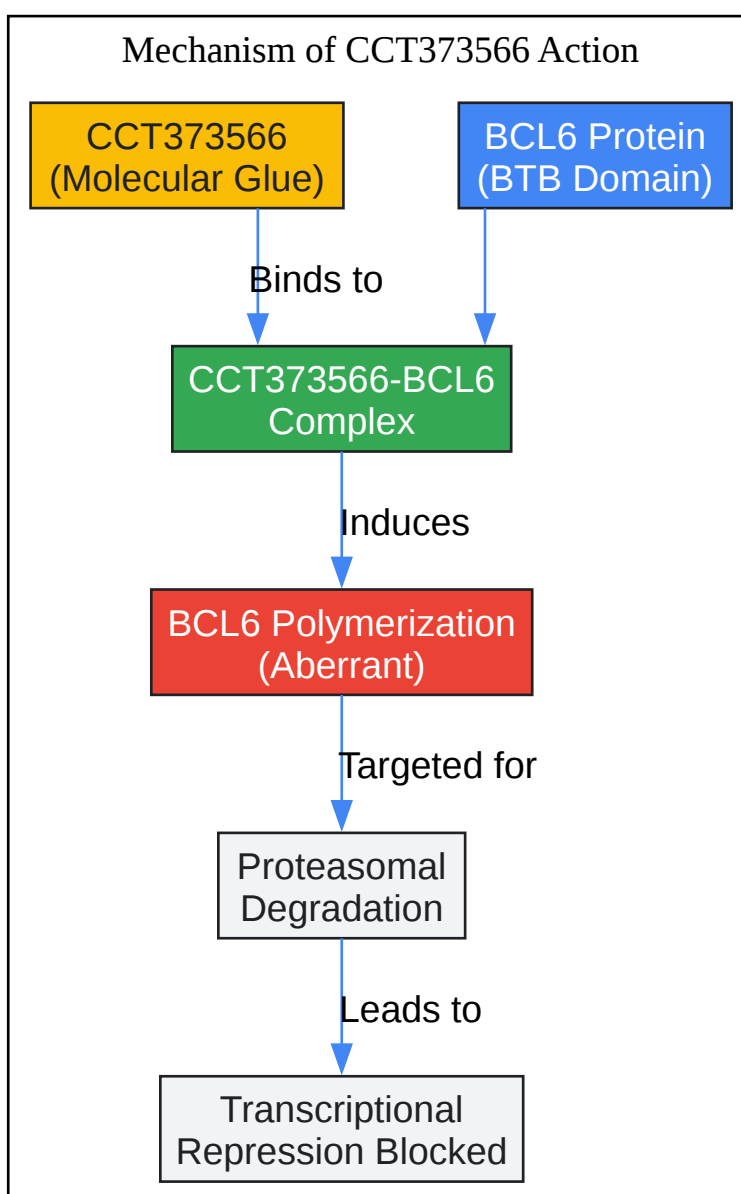 Mechanism of CCT373566 Action
CCT373566
(Molecular Glue)
BCL6 Protein
(BTB Domain)
Binds to
CCT373566-BCL6
Complex
Induces
BCL6 Polymerization
(Aberrant)
Targeted for
Proteasomal
Degradation
Leads to
Transcriptional
Repression Blocked